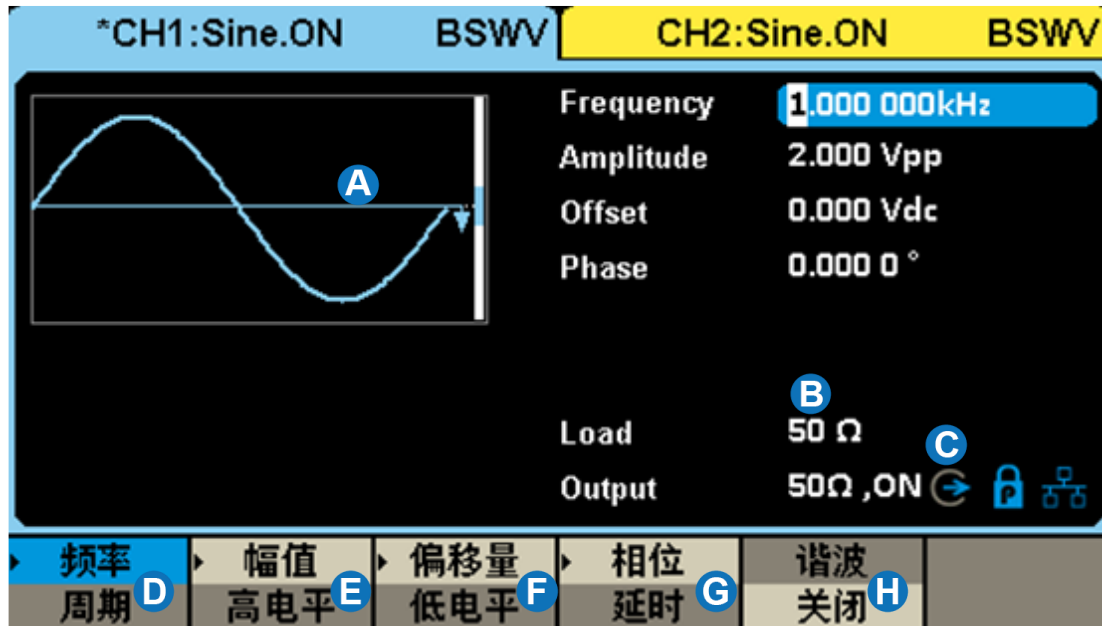 *CH1:Sine.ON BSWV CH2:Sine.ON BSWV
Frequency 1.000 000kHz
A Amplitude 2.000 Vpp
Offset 0.000 Vdc
Phase 0.000 0 °
B
Load 50 Ω
C
Output 50Ω ,ON P
频率 幅值 偏移量 相位 谐波
周期 D 高电平 E 低电平 F 延时 G 关闭 H